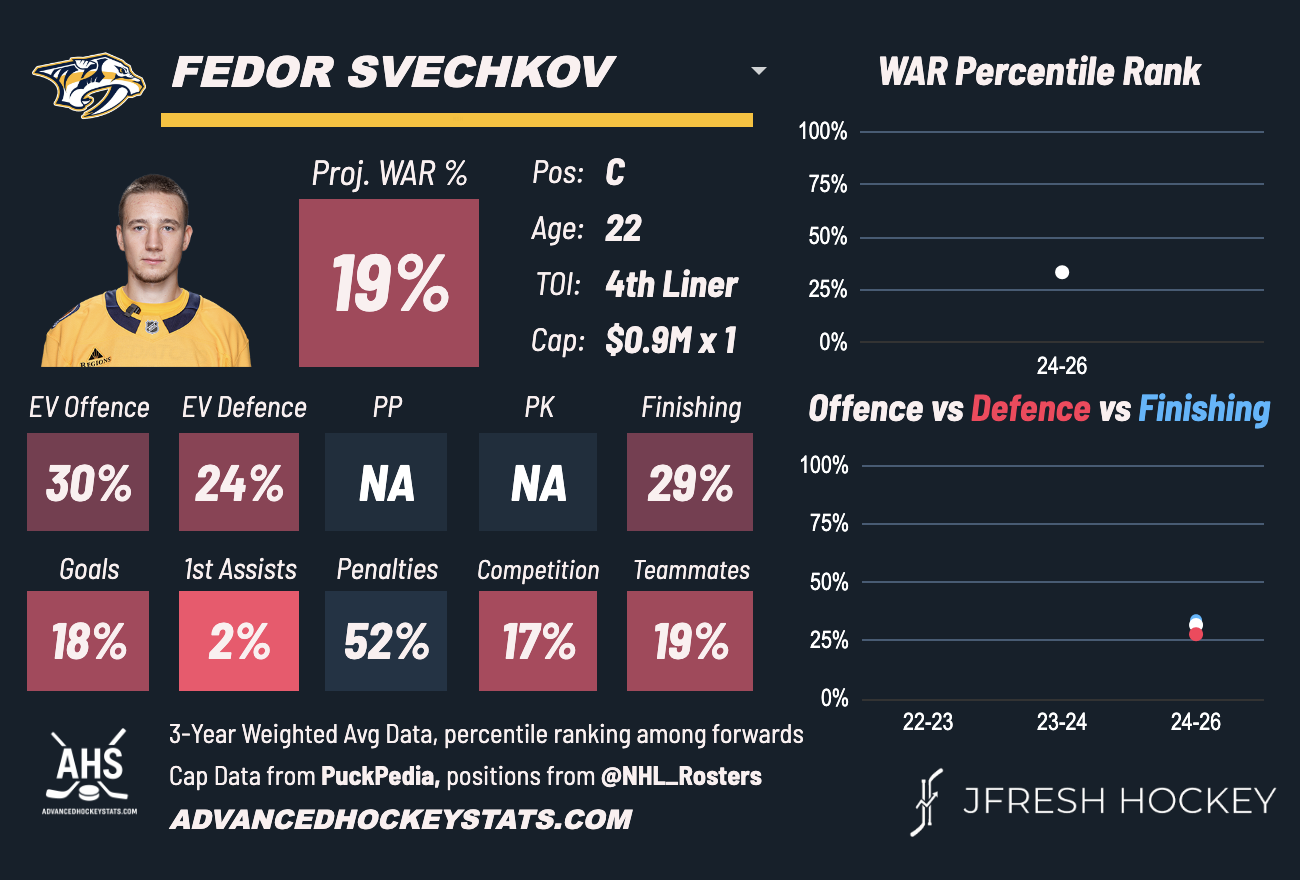 FEDOR SVECHKOV
Proj. WAR %
19%
Pos: C
Age: 22
TOI: 4th Liner
Cap: $0.9M x 1
REGIONS
EV Offence EV Defence PP PK Finishing
30% 24% NA NA 29%
Goals 1st Assists Penalties Competition Teammates
18% 2% 52% 17% 19%
WAR Percentile Rank
100%
75%
50%
25%
0%
24-26
Offence vs Defence vs Finishing
100%
75%
50%
25%
0%
22-23 23-24 24-26
AHS
ADVANCEDHOCKEYSTATS.COM
3-Year Weighted Avg Data, percentile ranking among forwards
Cap Data from PuckPedia, positions from @NHL_Rosters
ADVANCEDHOCKEYSTATS.COM
JFRESH HOCKEY